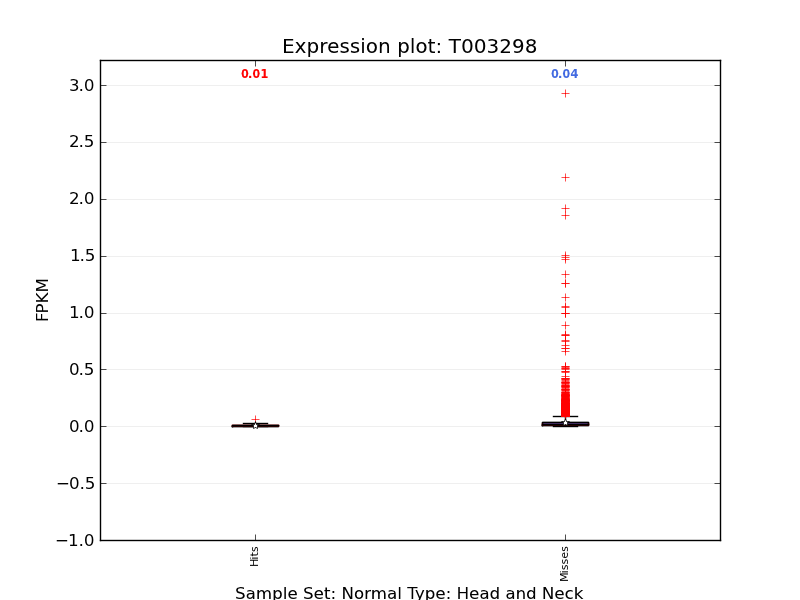 Expression plot: T003298
0.01
0.04
3.0
2.5
2.0
1.5
1.0
0.5
0.0
−0.5
−1.0
FPKM
Hits
Misses
Sample Set: Normal Type: Head and Neck